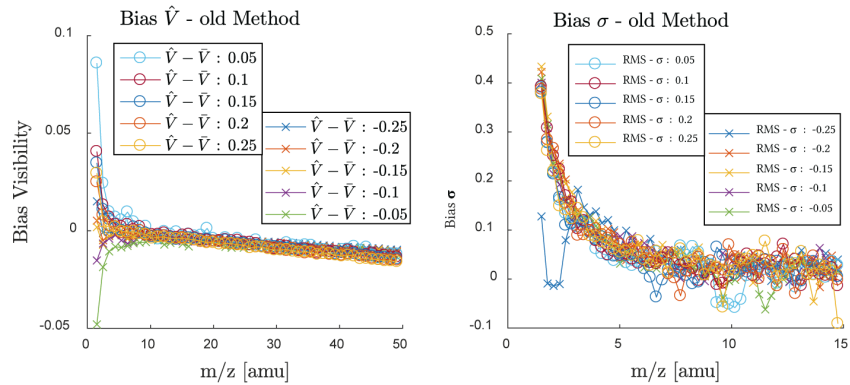 Bias V̂ - old Method
0.1
0.05
0
-0.05
Bias Visibility
V̂ − V̄ : 0.05
V̂ − V̄ : 0.1
V̂ − V̄ : 0.15
V̂ − V̄ : 0.2
V̂ − V̄ : 0.25
V̂ − V̄ : -0.25
V̂ − V̄ : -0.2
V̂ − V̄ : -0.15
V̂ − V̄ : -0.1
V̂ − V̄ : -0.05
0 10 20 30 40 50
m/z [amu]
Bias σ - old Method
0.5
0.4
0.3
0.2
0.1
0
-0.1
Bias σ
RMS - σ : 0.05
RMS - σ : 0.1
RMS - σ : 0.15
RMS - σ : 0.2
RMS - σ : 0.25
RMS - σ : -0.25
RMS - σ : -0.2
RMS - σ : -0.15
RMS - σ : -0.1
RMS - σ : -0.05
0 5 10 15
m/z [amu]